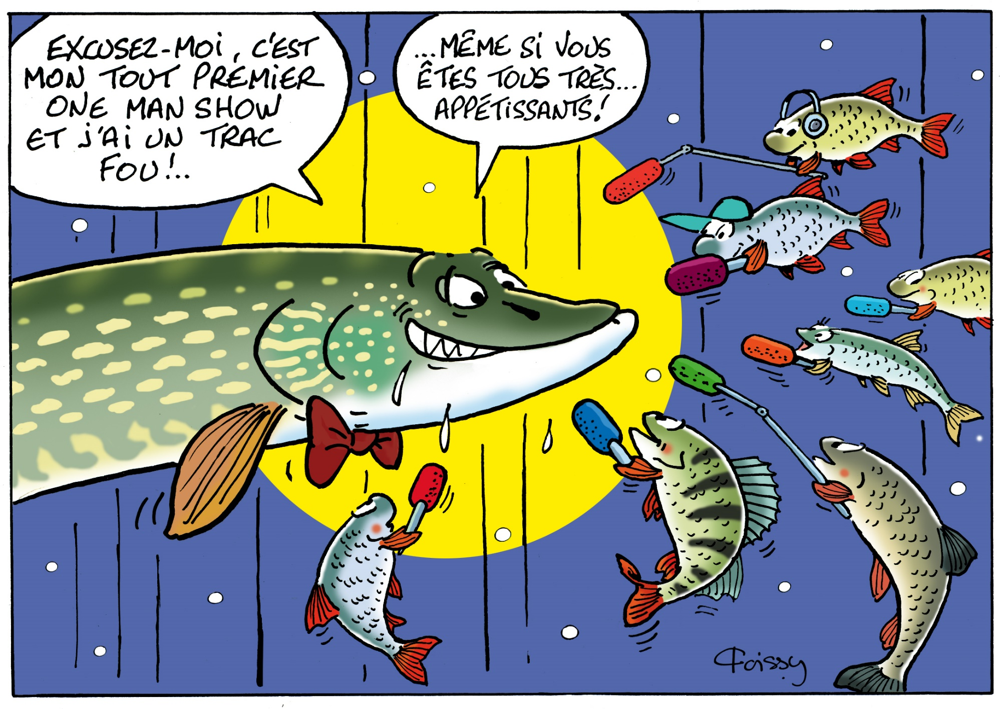 EXCUSEZ-MOI, C'EST
MON TOUT PREMIER
ONE MAN SHOW
ET J'AI UN TRAC
FOU!..
...MÊME SI VOUS
ÊTES TOUS TRÈS...
APPÉTISSANTS!